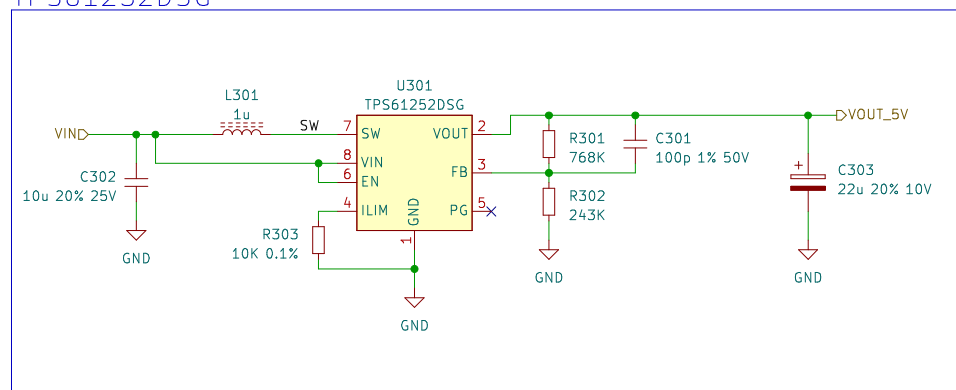 TPS61252DSG
U301
TPS61252DSG
L301
1u
SW
VIN
7
SW
8
VIN
6
EN
4
ILIM
GND
1
VOUT
2
FB
3
PG
5
C302
10u 20% 25V
GND
R303
10K 0.1%
GND
R301
768K
R302
243K
GND
C301
100p 1% 50V
VOUT_5V
+
C303
22u 20% 10V
GND